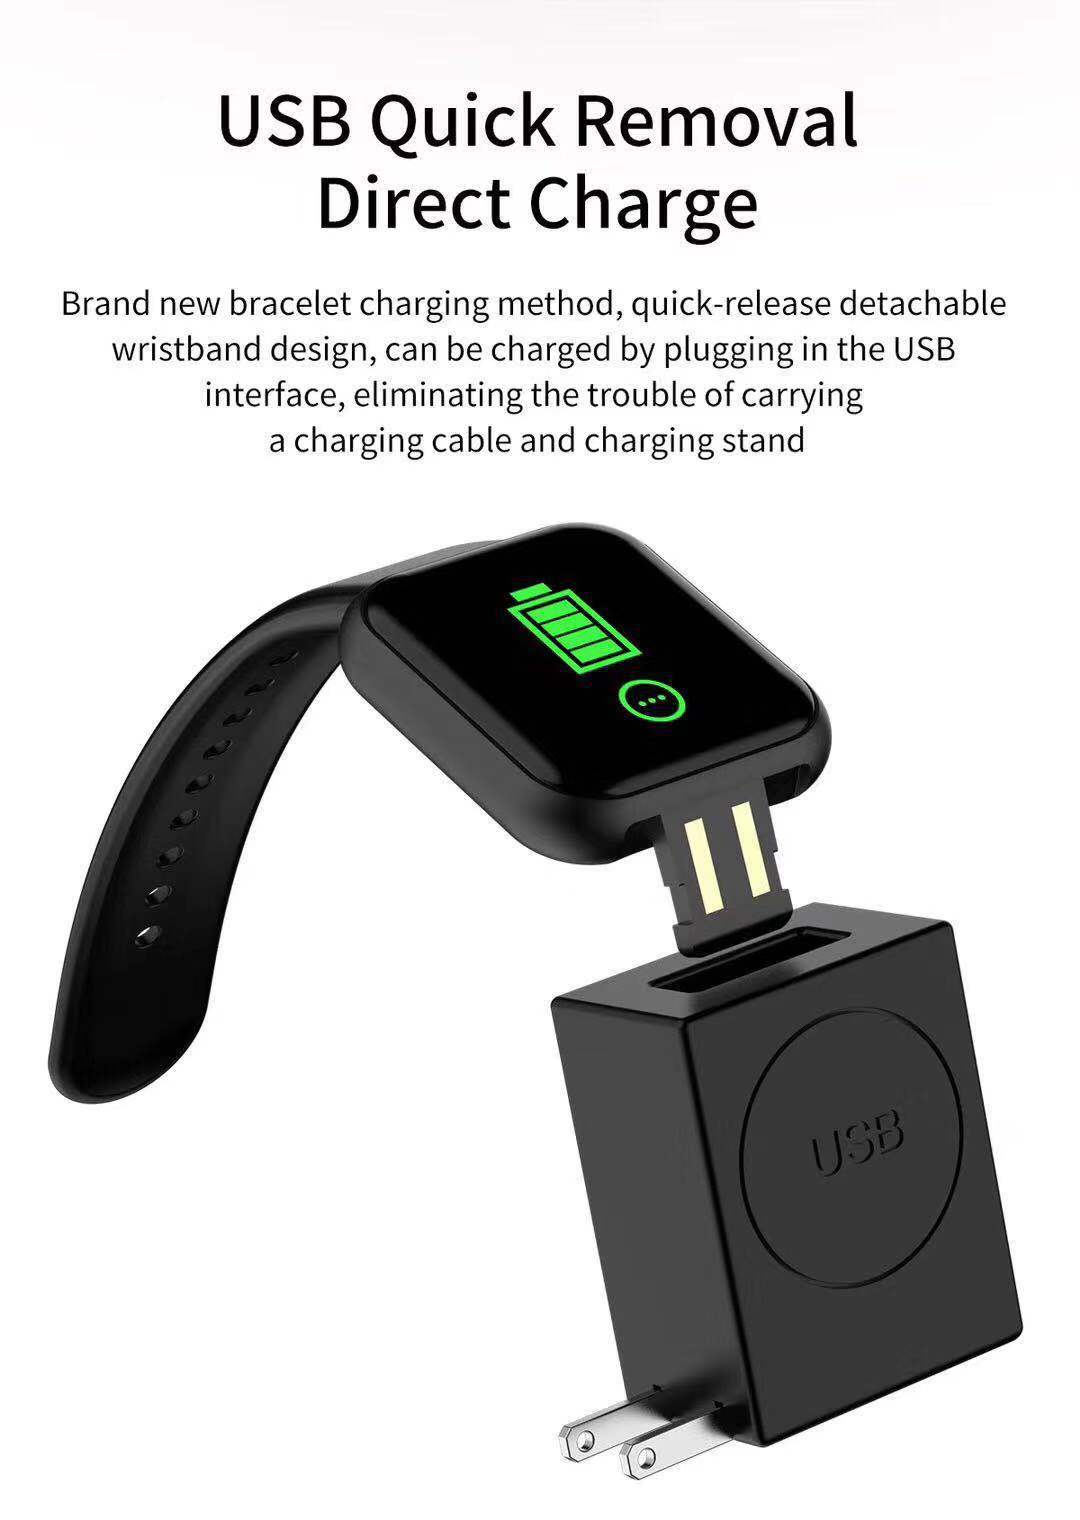 USB Quick Removal
Direct Charge
Brand new bracelet charging method, quick-release detachable
wristband design, can be charged by plugging in the USB
interface, eliminating the trouble of carrying
a charging cable and charging stand
USB